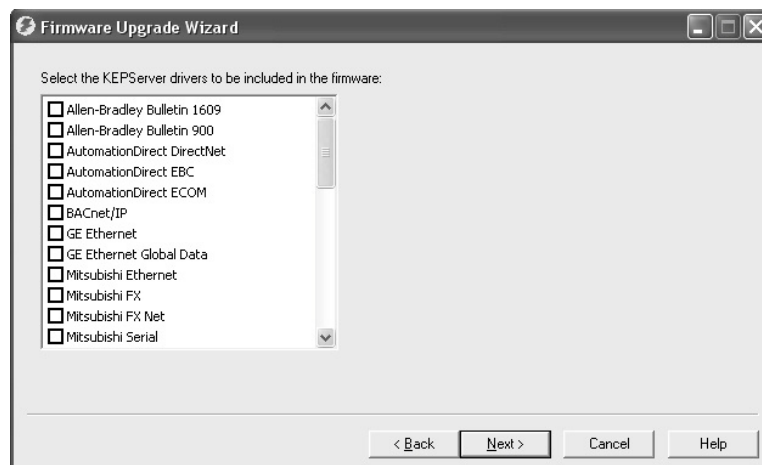 Firmware Upgrade Wizard
Select the KEPServer drivers to be included in the firmware:
Allen-Bradley Bulletin 1609
Allen-Bradley Bulletin 900
AutomationDirect DirectNet
AutomationDirect EBC
AutomationDirect ECOM
BACnet/IP
GE Ethernet
GE Ethernet Global Data
Mitsubishi Ethernet
Mitsubishi FX
Mitsubishi FX Net
Mitsubishi Serial
< Back Next > Cancel Help